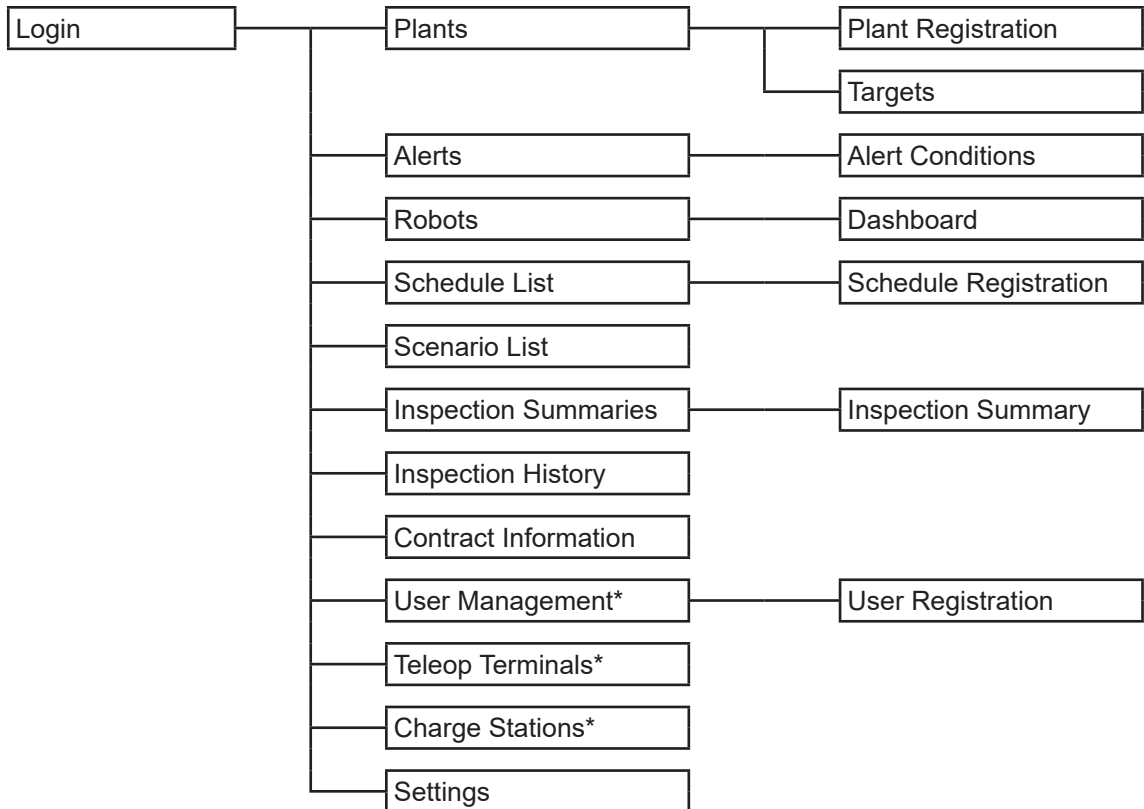 Login
Plants
Plant Registration
Targets
Alerts
Alert Conditions
Robots
Dashboard
Schedule List
Schedule Registration
Scenario List
Inspection Summaries
Inspection Summary
Inspection History
Contract Information
User Management*
User Registration
Teleop Terminals*
Charge Stations*
Settings